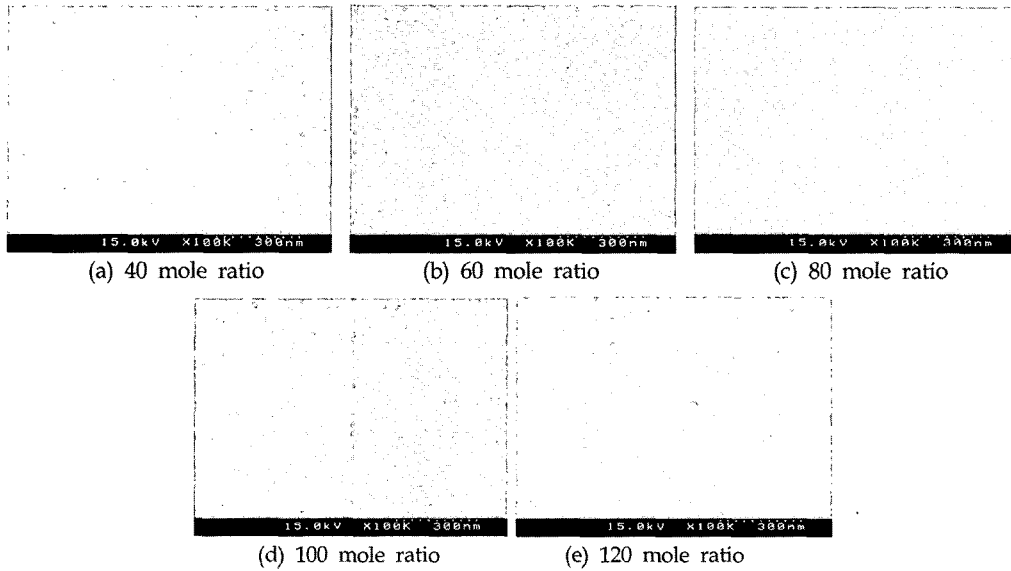 15.0kV X100K 300nm
15.0kV X100K 300nm
15.0kV X100K 300nm
(a) 40 mole ratio
(b) 60 mole ratio
(c) 80 mole ratio
15.0kV X100K 300nm
15.0kV X100K 300nm
(d) 100 mole ratio
(e) 120 mole ratio